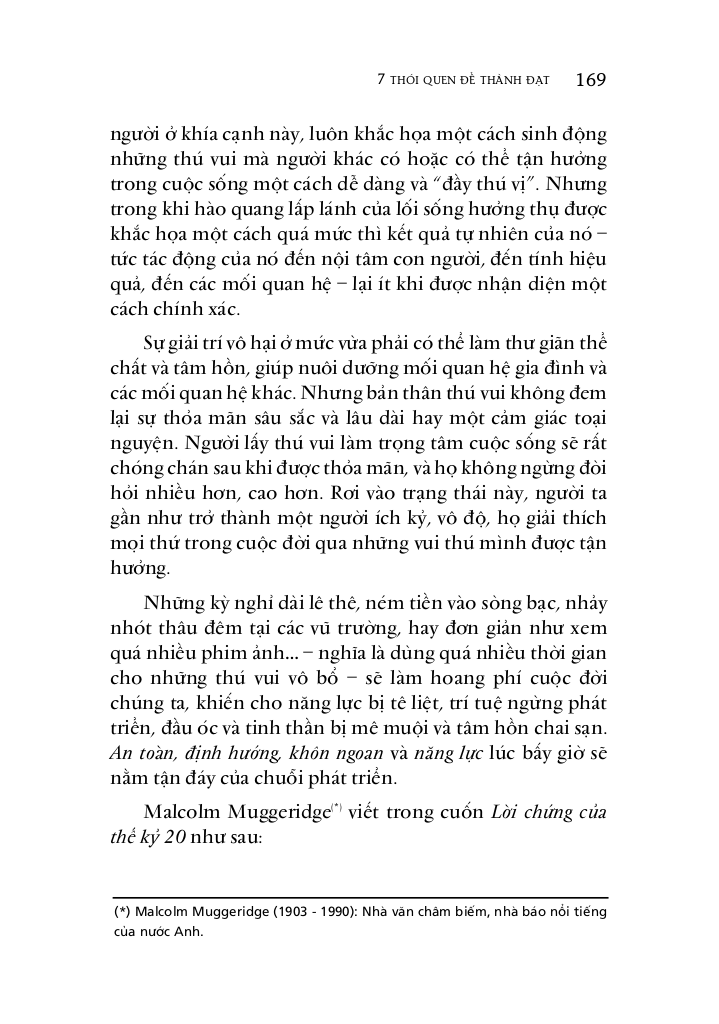 7 THÓI QUEN ĐỂ THÀNH ĐẠT 169
người ở khía cạnh này, luôn khắc họa một cách sinh động
những thú vui mà người khác có hoặc có thể tận hưởng
trong cuộc sống một cách dễ dàng và “đầy thú vị”. Nhưng
trong khi hào quang lấp lánh của lối sống hưởng thụ được
khắc họa một cách quá mức thì kết quả tự nhiên của nó –
tức tác động của nó đến nội tâm con người, đến tính hiệu
quả, đến các mối quan hệ – lại ít khi được nhận diện một
cách chính xác.
Sự giải trí vô hại ở mức vừa phải có thể làm thư giãn thể
chất và tâm hồn, giúp nuôi dưỡng mối quan hệ gia đình và
các mối quan hệ khác. Nhưng bản thân thú vui không đem
lại sự thỏa mãn sâu sắc và lâu dài hay một cảm giác toại
nguyện. Người lấy thú vui làm trọng tâm cuộc sống sẽ rất
chóng chán sau khi được thỏa mãn, và họ không ngừng đòi
hỏi nhiều hơn, cao hơn. Rơi vào trạng thái này, người ta
gần như trở thành một người ích kỷ, vô độ, họ giải thích
mọi thứ trong cuộc đời qua những vui thú mình được tận
hưởng.
Những kỳ nghỉ dài lê thê, ném tiền vào sòng bạc, nhảy
nhót thâu đêm tại các vũ trường, hay đơn giản như xem
quá nhiều phim ảnh... – nghĩa là dùng quá nhiều thời gian
cho những thú vui vô bổ – sẽ làm hoang phí cuộc đời
chúng ta, khiến cho năng lực bị tê liệt, trí tuệ ngừng phát
triển, đầu óc và tinh thần bị mê muội và tâm hồn chai sạn.
An toàn, định hướng, khôn ngoan và năng lực lúc bấy giờ sẽ
nằm tận đáy của chuỗi phát triển.
Malcolm Muggeridge(*) viết trong cuốn Lời chứng của
thế kỷ 20 như sau:
(*) Malcolm Muggeridge (1903 - 1990): Nhà văn châm biếm, nhà báo nổi tiếng
của nước Anh.